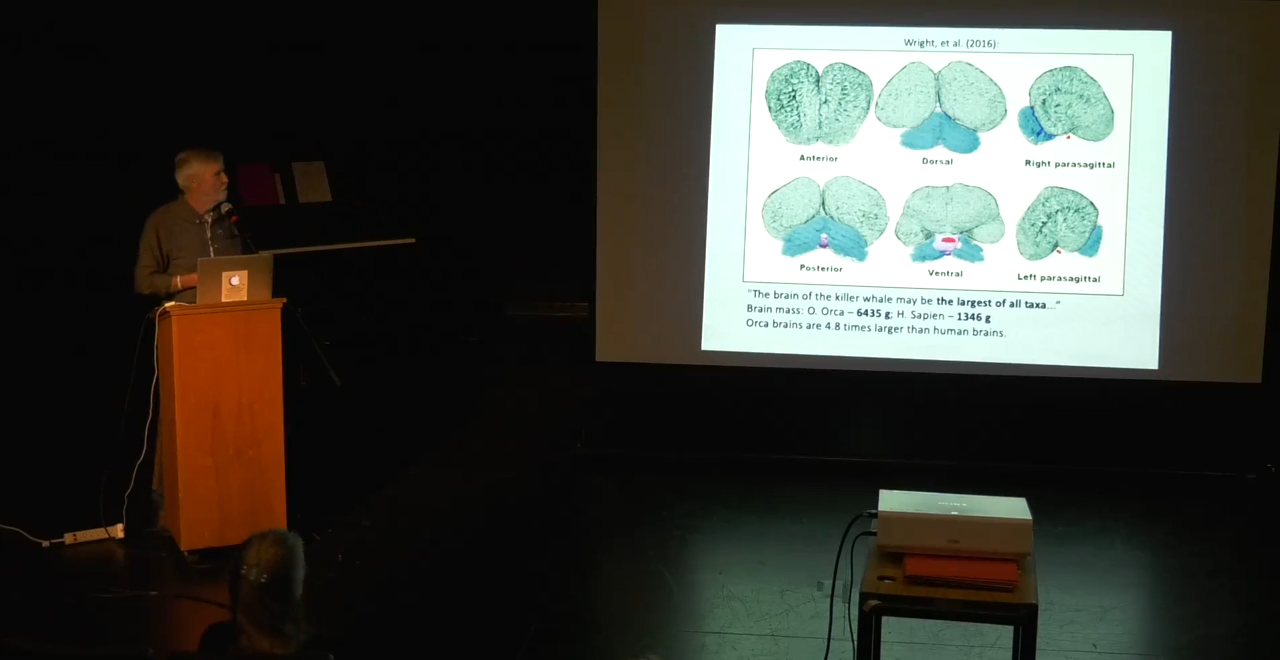 Wright, et al. (2016):
Anterior
Dorsal
Right parasagittal
Posterior
Ventral
Left parasagittal
"The brain of the killer whale may be the largest of all taxa..."
Brain mass: O. Orca – 6435 g; H. Sapien – 1346 g
Orca brains are 4.8 times larger than human brains.